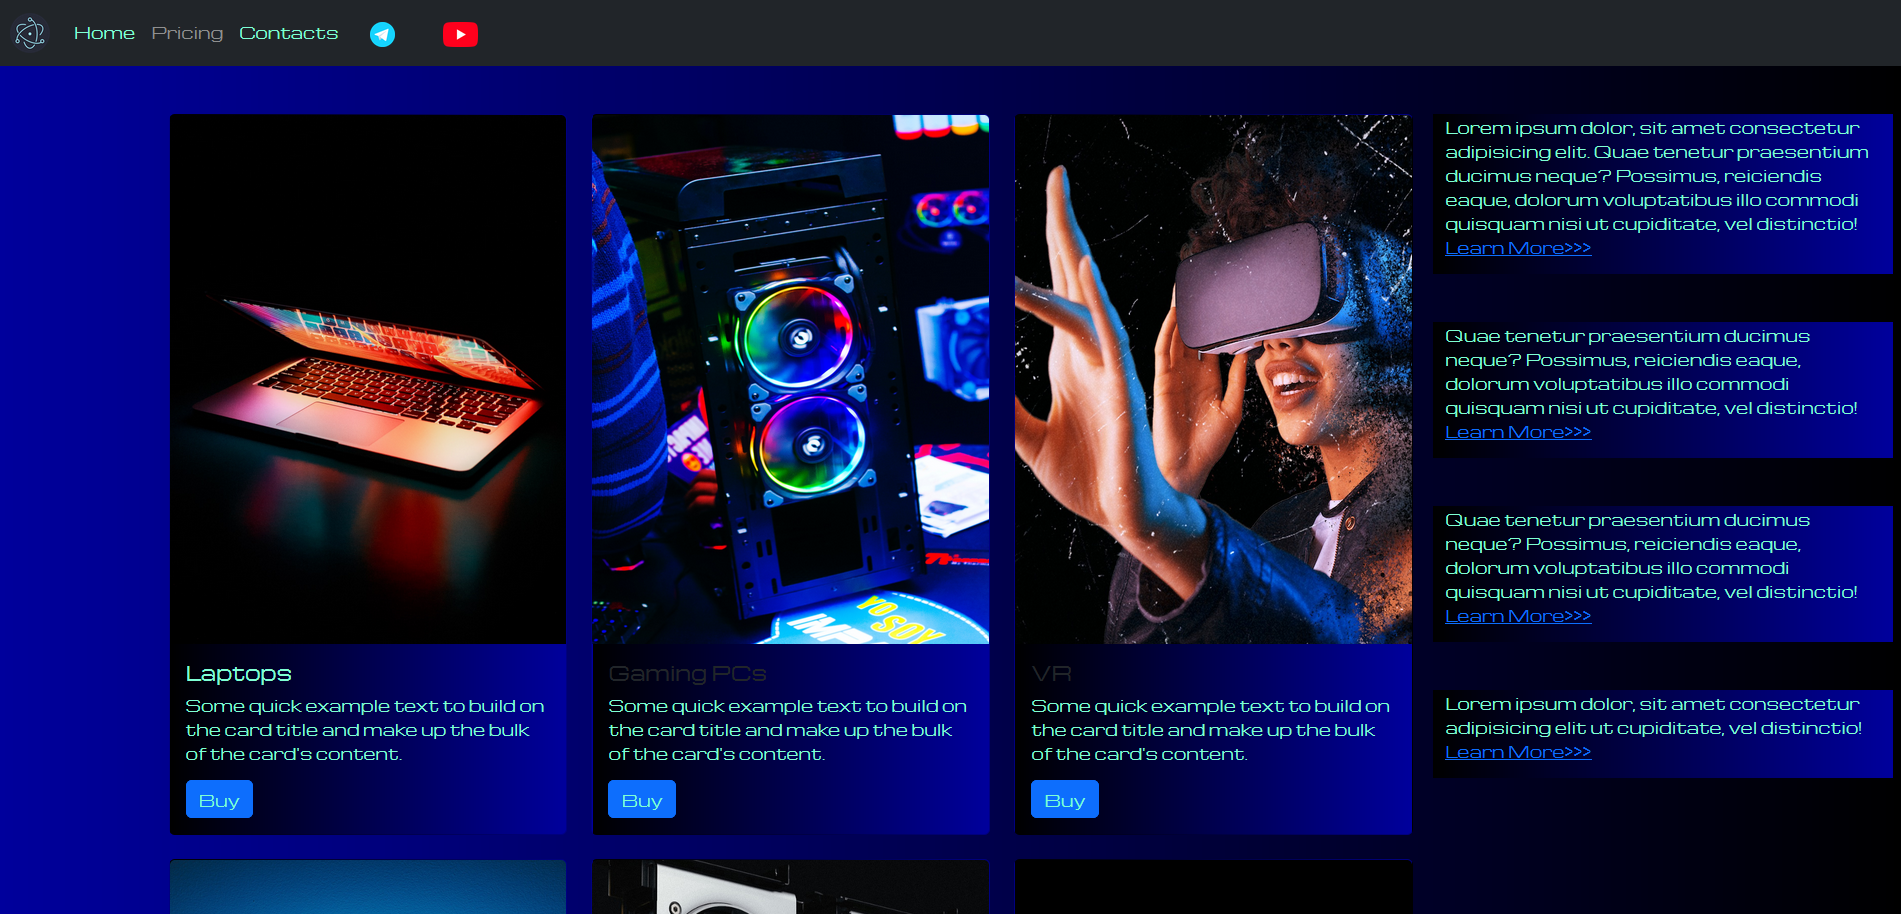 Home Pricing Contacts
Laptops
Some quick example text to build on
the card title and make up the bulk
of the card's content.
Buy
YO SOY
Gaming PCs
Some quick example text to build on
the card title and make up the bulk
of the card's content.
Buy
VR
Some quick example text to build on
the card title and make up the bulk
of the card's content.
Buy
Lorem ipsum dolor, sit amet consectetur
adipisicing elit. Quae tenetur praesentium
ducimus neque? Possimus, reiciendis
eaque, dolorum voluptatibus illo commodi
quisquam nisi ut cupiditate, vel distinctio!
Learn More>>>
Quae tenetur praesentium ducimus
neque? Possimus, reiciendis eaque,
dolorum voluptatibus illo commodi
quisquam nisi ut cupiditate, vel distinctio!
Learn More>>>
Quae tenetur praesentium ducimus
neque? Possimus, reiciendis eaque,
dolorum voluptatibus illo commodi
quisquam nisi ut cupiditate, vel distinctio!
Learn More>>>
Lorem ipsum dolor, sit amet consectetur
adipisicing elit ut cupiditate, vel distinctio!
Learn More>>>